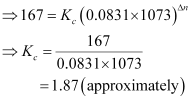 ⇒167 = K_c (0.0831×1073)^Δn
⇒ K_c = 167 / (0.0831×1073)
= 1.87 (approximately)